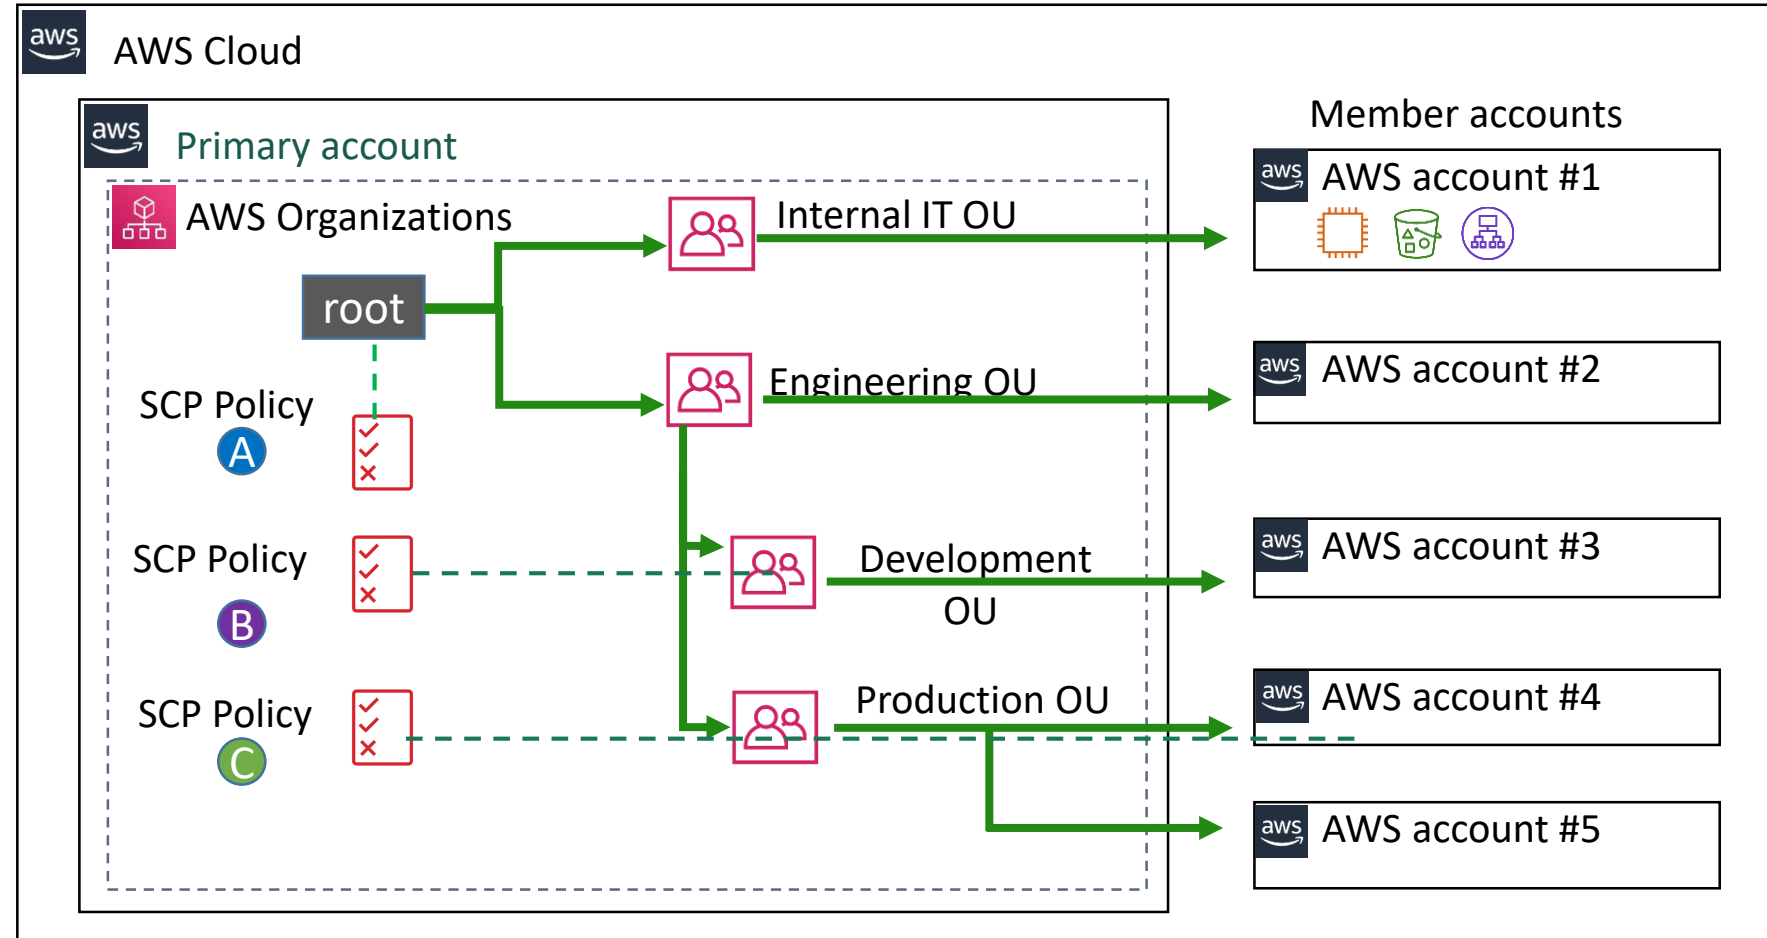 aws
AWS Cloud
aws
Primary account
AWS Organizations
root
SCP Policy
A
SCP Policy
B
SCP Policy
C
Internal IT OU
Engineering OU
Development
OU
Production OU
Member accounts
aws
AWS account #1
aws
AWS account #2
aws
AWS account #3
aws
AWS account #4
aws
AWS account #5